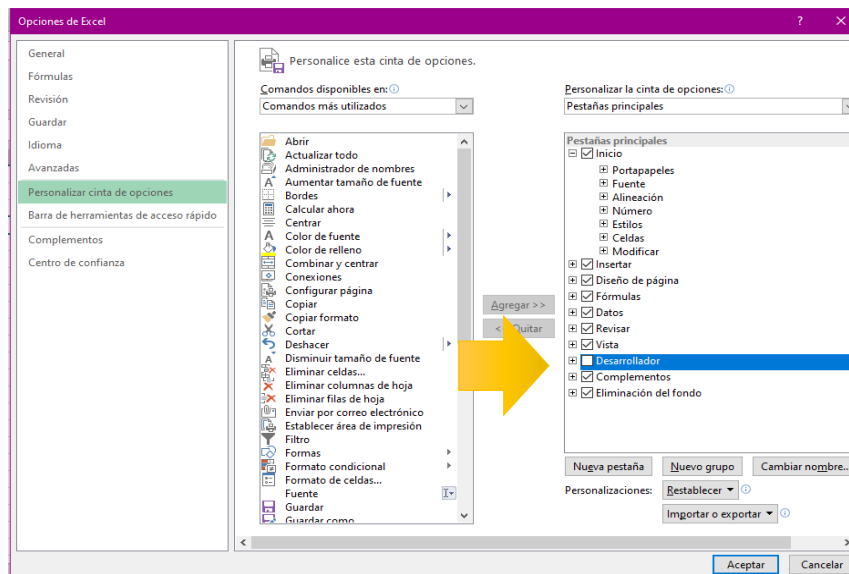 Opciones de Excel
General
Fórmulas
Revisión
Guardar
Idioma
Avanzadas
Personalizar cinta de opciones
Barra de herramientas de acceso rápido
Complementos
Centro de confianza
Personalice esta cinta de opciones.
Comandos disponibles en:
Comandos más utilizados
Abrir
Actualizar todo
Administrador de nombres
Aumentar tamaño de fuente
Bordes
Calcular ahora
Centrar
Color de fuente
Color de relleno
Combinar y centrar
Conexiones
Configurar página
Copiar
Copiar formato
Cortar
Deshacer
Disminuir tamaño de fuente
Eliminar celdas...
Eliminar columnas de hoja
Eliminar filas de hoja
Enviar por correo electrónico
Establecer área de impresión
Filtro
Formas
Formato condicional
Formato de celdas...
Fuente
Guardar
Guardar como
Agregar >>
< Quitar
Personalizar la cinta de opciones:
Pestañas principales
Pestañas principales
Inicio
Portapapeles
Fuente
Alineación
Número
Estilos
Celdas
Modificar
Insertar
Diseño de página
Fórmulas
Datos
Revisar
Vista
Desarrollador
Complementos
Eliminación del fondo
Nueva pestaña
Nuevo grupo
Cambiar nombre...
Personalizaciones:
Restablecer
Importar o exportar
Aceptar
Cancelar